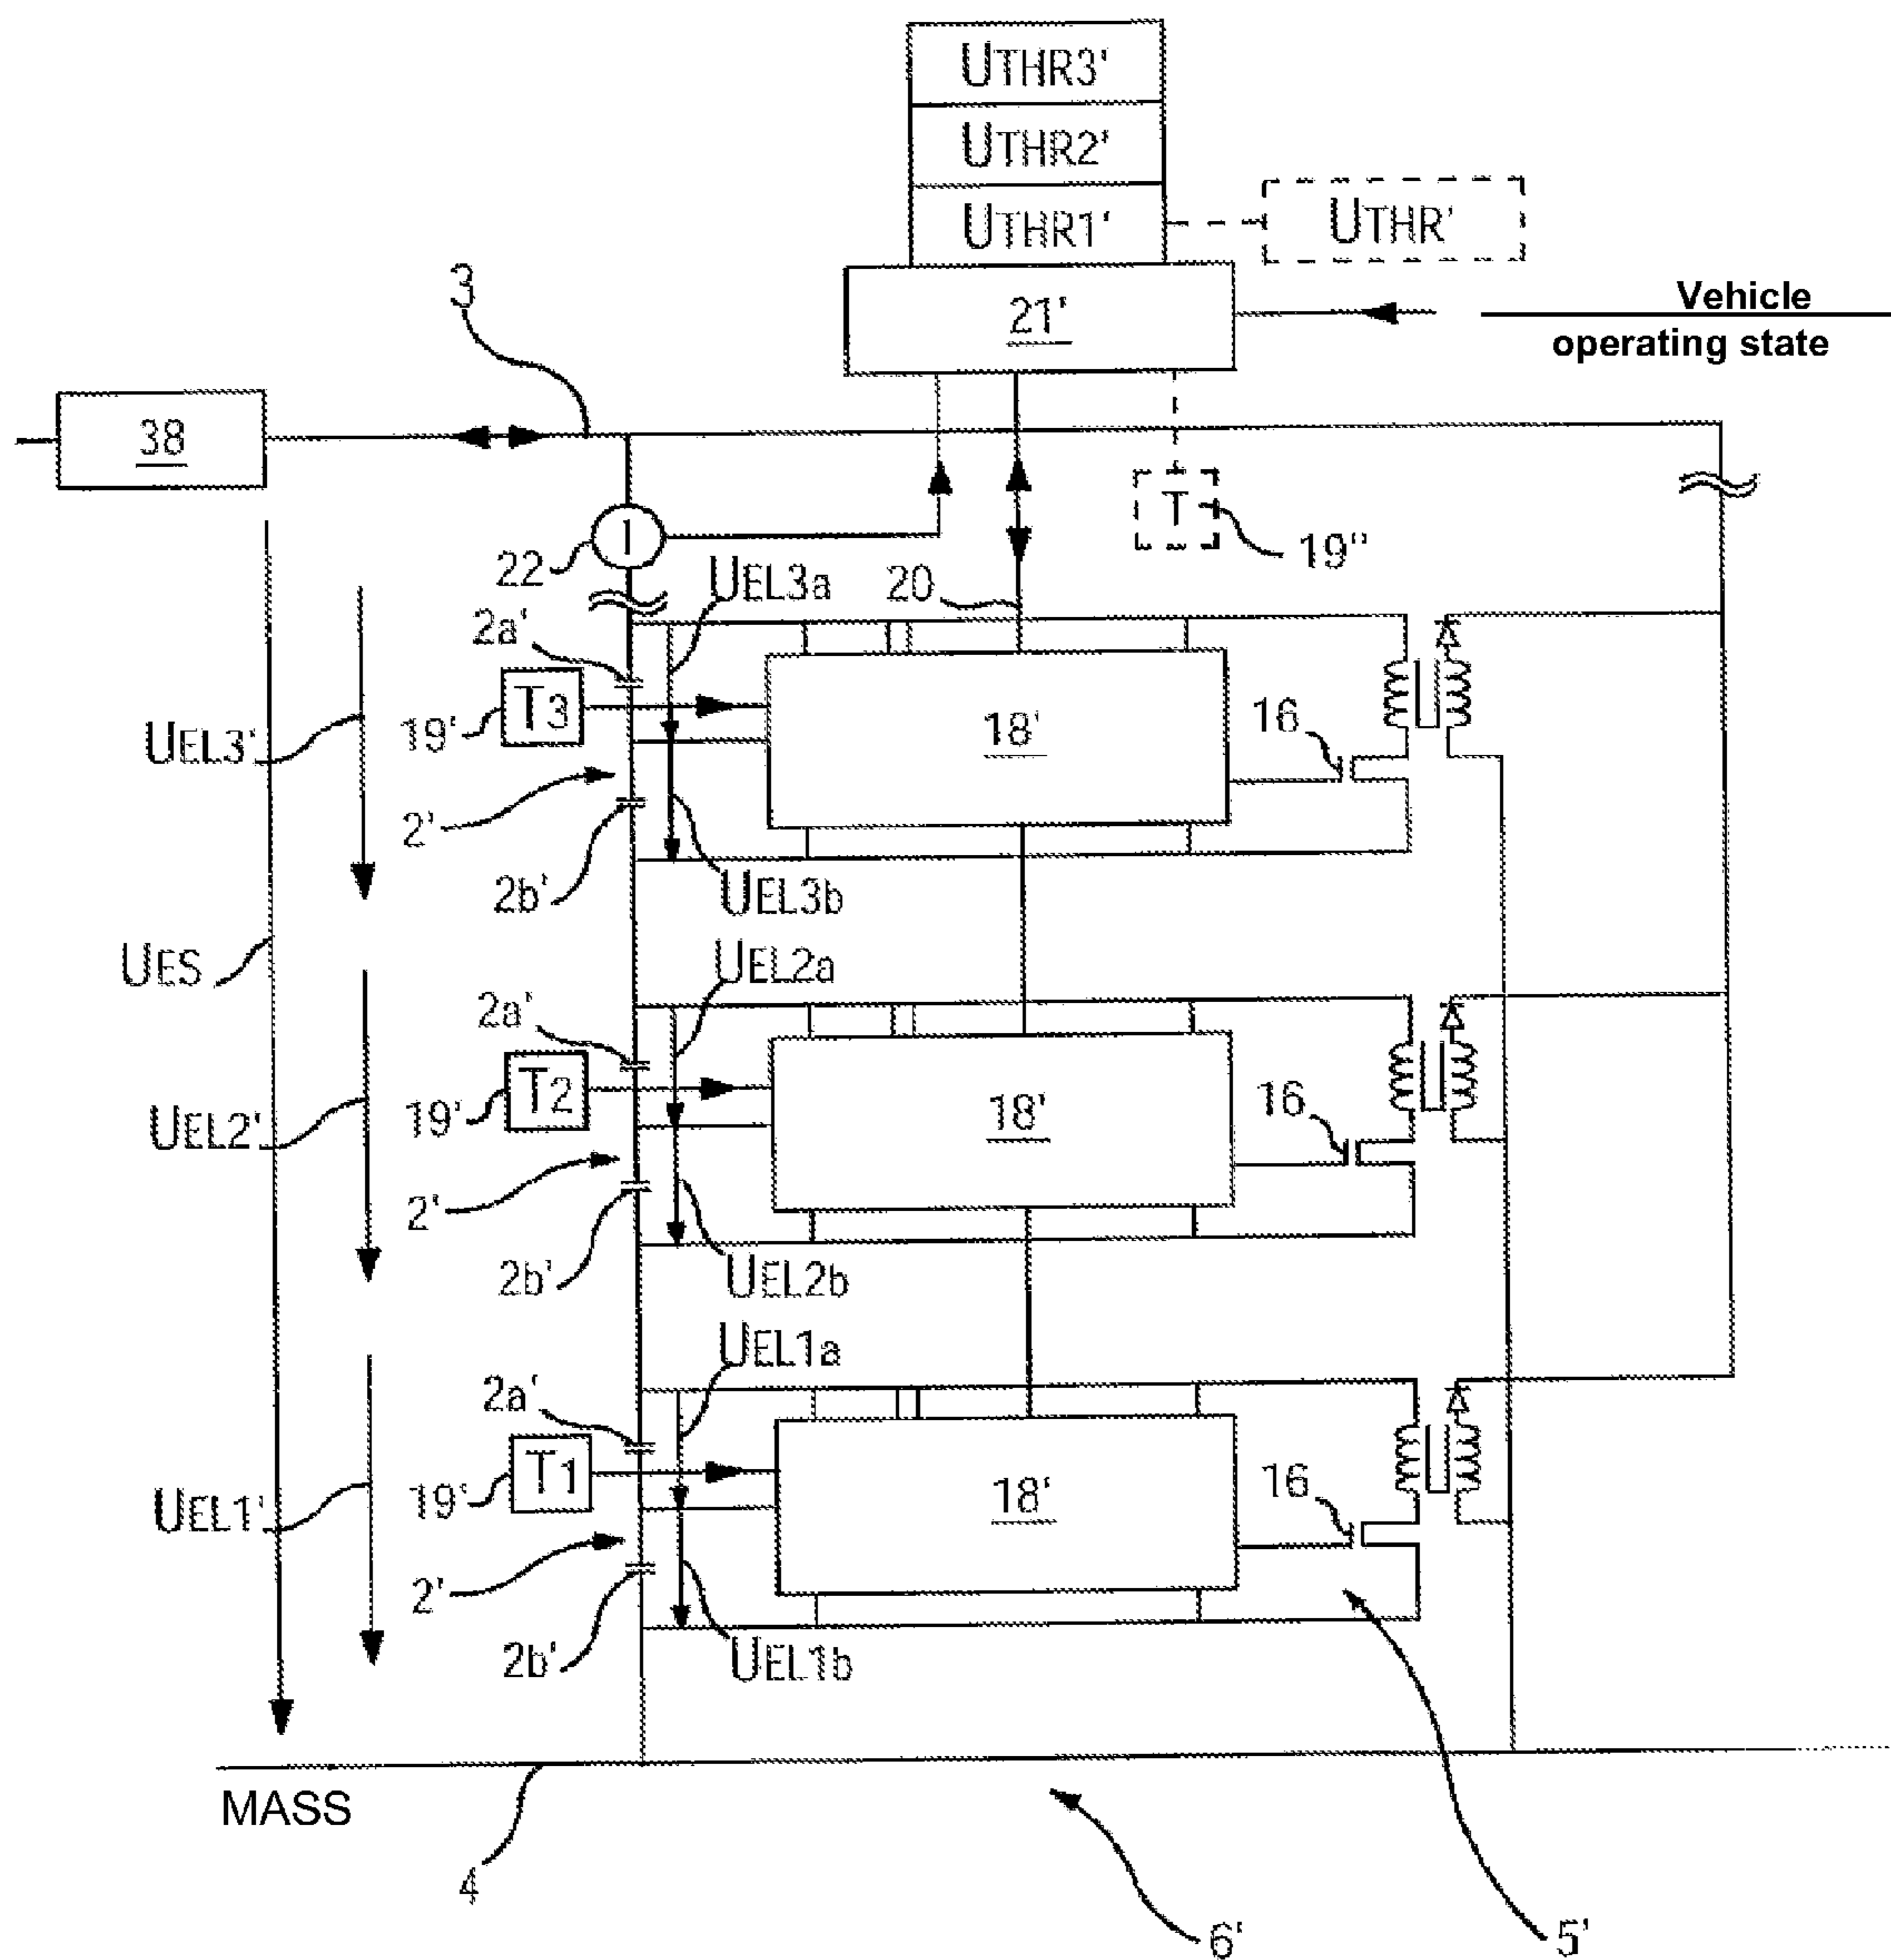 UTHR3'
UTHR2'
UTHR1'
UTHR'
21'
Vehicle
operating state
3
38
T
19"
I
22
UEL3a
20
2a'
T3
19'
18'
16
UEL3'
2'
2b'
UEL3b
UES
UEL2a
2a'
T2
19'
18'
16
UEL2'
2'
2b'
UEL2b
UEL1a
2a'
T1
19'
18'
16
UEL1'
2'
2b'
UEL1b
MASS
4
6'
5'